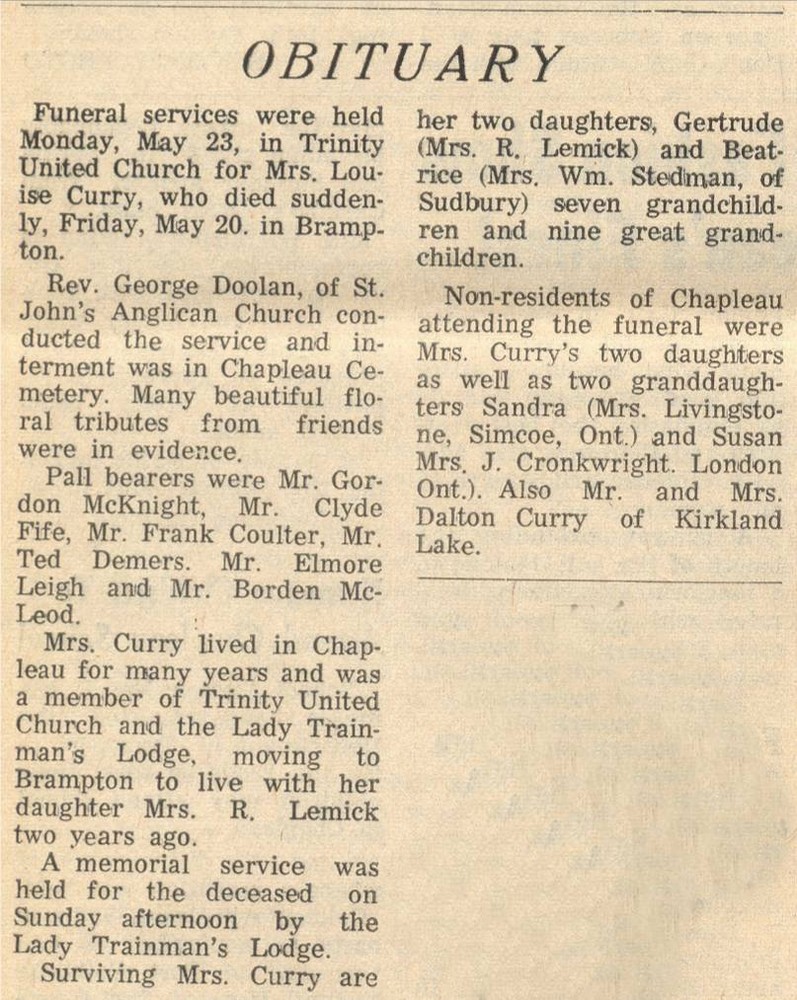 OBITUARY
Funeral services were held
Monday, May 23, in Trinity
United Church for Mrs. Lou-
ise Curry, who died sudden-
ly, Friday, May 20. in Bramp-
ton.
Rev. George Doolan, of St.
John's Anglican Church con-
ducted the service and in-
terment was in Chapleau Ce-
metery. Many beautiful flo-
ral tributes from friends
were in evidence.
Pall bearers were Mr. Gor-
don McKnight, Mr. Clyde
Fife, Mr. Frank Coulter, Mr.
Ted Demers. Mr. Elmore
Leigh and Mr. Borden Mc-
Leod.
Mrs. Curry lived in Chap-
leau for many years and was
a member of Trinity United
Church and the Lady Train-
man's Lodge, moving to
Brampton to live with her
daughter Mrs. R. Lemick
two years ago.
A memorial service was
held for the deceased on
Sunday afternoon by the
Lady Trainman's Lodge.
Surviving Mrs. Curry are
her two daughters, Gertrude
(Mrs. R. Lemick) and Beat-
rice (Mrs. Wm. Stedman, of
Sudbury) seven grandchild-
ren and nine great grand-
children.
Non-residents of Chapleau
attending the funeral were
Mrs. Curry's two daughters
as well as two granddaugh-
ters Sandra (Mrs. Livingsto-
ne, Simcoe, Ont.) and Susan
Mrs. J. Cronkwright. London
Ont.). Also Mr. and Mrs.
Dalton Curry of Kirkland
Lake.